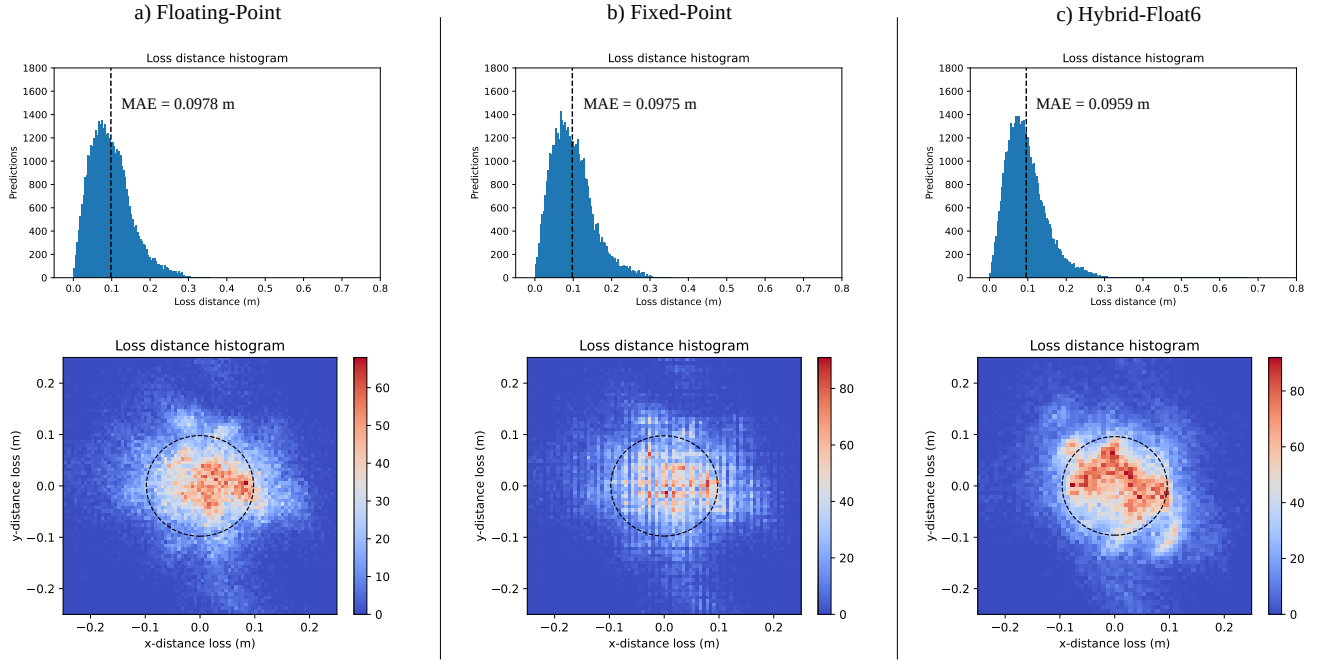 a) Floating-Point
Loss distance histogram
1800
1600
1400
1200
1000
800
600
400
200
0
Predictions
MAE = 0.0978 m
0.0 0.1 0.2 0.3 0.4 0.5 0.6 0.7 0.8
Loss distance (m)
Loss distance histogram
0.2
0.1
0.0
−0.1
−0.2
y-distance loss (m)
−0.2 −0.1 0.0 0.1 0.2
x-distance loss (m)
60
50
40
30
20
10
0
b) Fixed-Point
Loss distance histogram
1800
1600
1400
1200
1000
800
600
400
200
0
Predictions
MAE = 0.0975 m
0.0 0.1 0.2 0.3 0.4 0.5 0.6 0.7 0.8
Loss distance (m)
Loss distance histogram
0.2
0.1
0.0
−0.1
−0.2
y-distance loss (m)
−0.2 −0.1 0.0 0.1 0.2
x-distance loss (m)
80
60
40
20
0
c) Hybrid-Float6
Loss distance histogram
1800
1600
1400
1200
1000
800
600
400
200
0
Predictions
MAE = 0.0959 m
0.0 0.1 0.2 0.3 0.4 0.5 0.6 0.7 0.8
Loss distance (m)
Loss distance histogram
0.2
0.1
0.0
−0.1
−0.2
y-distance loss (m)
−0.2 −0.1 0.0 0.1 0.2
x-distance loss (m)
80
60
40
20
0